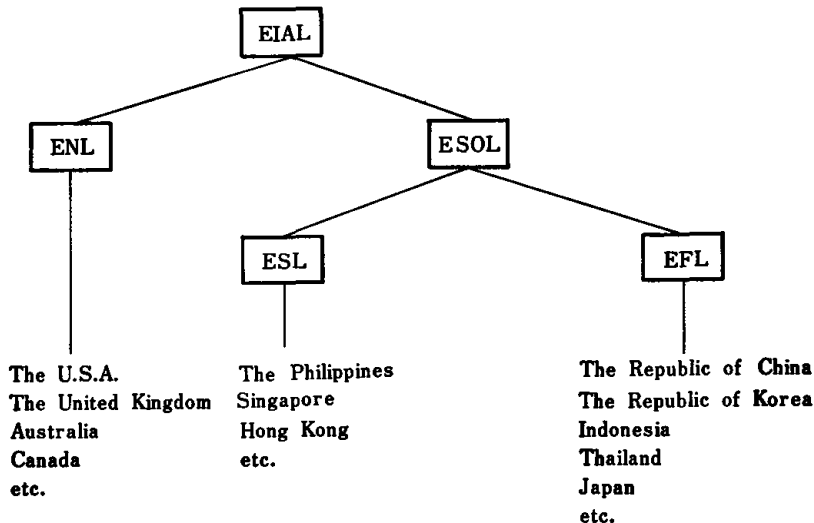 EIAL
ENL
ESOL
ESL
EFL
The U.S.A.
The United Kingdom
Australia
Canada
etc.
The Philippines
Singapore
Hong Kong
etc.
The Republic of China
The Republic of Korea
Indonesia
Thailand
Japan
etc.